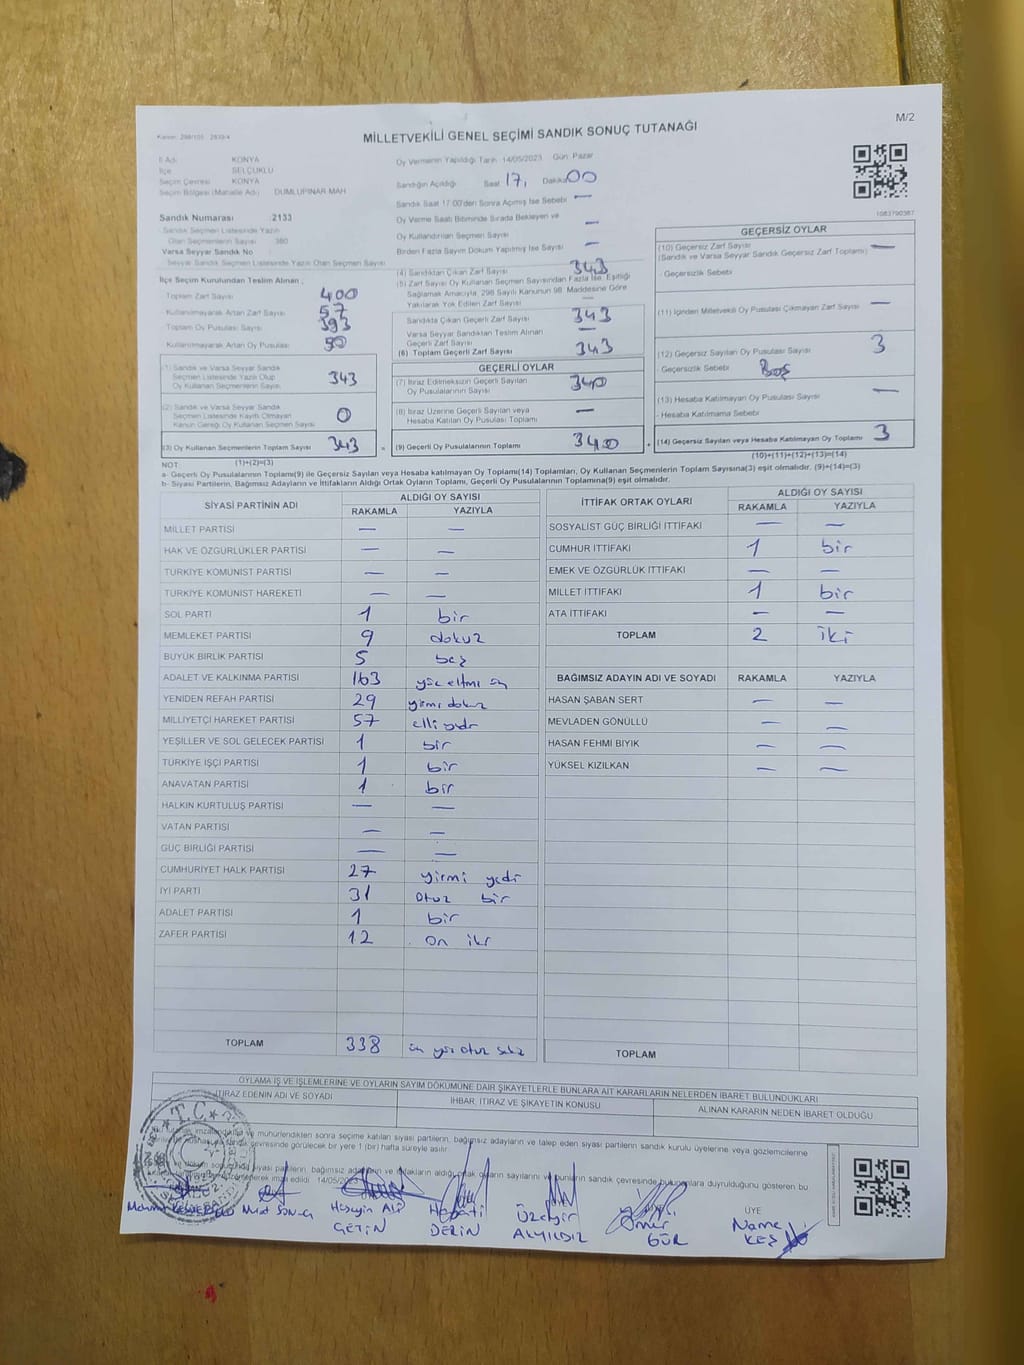 M/2
Kanun: 298/105 2839/4
MİLLETVEKİLİ GENEL SEÇİMİ SANDIK SONUÇ TUTANAĞI
İl Adı KONYA
İlçe SELÇUKLU
Seçim Çevresi KONYA
Seçim Bölgesi (Mahalle Adı) DUMLUPINAR MAH
Sandık Numarası :2133
Sandık Seçmen Listesinde Yazılı
Olan Seçmenlerin Sayısı 380
Varsa Seyyar Sandık No
Seyyar Sandık Seçmen Listesinde Yazılı Olan Seçmen Sayısı
İlçe Seçim Kurulundan Teslim Alınan ;
Toplam Zarf Sayısı 400
Kullanılmayarak Artan Zarf Sayısı 57
Toplam Oy Pusulası Sayısı 393
Kullanılmayarak Artan Oy Pusulası 50
(1) Sandık ve Varsa Seyyar Sandık
Seçmen Listesinde Yazılı Olup
Oy Kullanan Seçmenlerin Sayısı 343
(2) Sandık ve Varsa Seyyar Sandık
Seçmen Listesinde Kayıtlı Olmayan
Kanun Gereği Oy Kullanan Seçmen Sayısı 0
(3) Oy Kullanan Seçmenlerin Toplam Sayısı 343
(1)+(2)=(3)
Oy Vermenin Yapıldığı Tarih 14/05/2023 Gün: Pazar
Sandığın Açıldığı Saat 17, Dakika 00
Sandık Saat 17:00'den Sonra Açılmış İse Sebebi —
Oy Verme Saati Bitiminde Sırada Bekleyen ve
Oy Kullandırılan Seçmen Sayısı —
Birden Fazla Sayım Döküm Yapılmış İse Sayısı —
(4) Sandıktan Çıkan Zarf Sayısı 343
(5) Zarf Sayısı Oy Kullanan Seçmen Sayısından Fazla İse, Eşitliği
Sağlamak Amacıyla, 298 Sayılı Kanunun 98. Maddesine Göre
Yakılarak Yok Edilen Zarf Sayısı —
Sandıkta Çıkan Geçerli Zarf Sayısı 343
Varsa Seyyar Sandıktan Teslim Alınan
Geçerli Zarf Sayısı —
(6) Toplam Geçerli Zarf Sayısı 343
GEÇERLİ OYLAR
(7) İtiraz Edilmeksizin Geçerli Sayılan
Oy Pusulalarının Sayısı 340
(8) İtiraz Üzerine Geçerli Sayılan veya
Hesaba Katılan Oy Pusulası Toplamı —
(9) Geçerli Oy Pusulalarının Toplamı 340
1083790387
GEÇERSİZ OYLAR
(10) Geçersiz Zarf Sayısı —
(Sandık ve Varsa Seyyar Sandık Geçersiz Zarf Toplamı)
- Geçersizlik Sebebi
(11) İçinden Milletvekili Oy Pusulası Çıkmayan Zarf Sayısı —
(12) Geçersiz Sayılan Oy Pusulası Sayısı 3
- Geçersizlik Sebebi Boş
(13) Hesaba Katılmayan Oy Pusulası Sayısı —
- Hesaba Katılmama Sebebi
(14) Geçersiz Sayılan veya Hesaba Katılmayan Oy Toplamı 3
(10)+(11)+(12)+(13)=(14)
NOT:
a- Geçerli Oy Pusulalarının Toplamı(9) ile Geçersiz Sayılan veya Hesaba Katılmayan Oy Toplamı(14) Toplamları, Oy Kullanan Seçmenlerin Toplam Sayısına(3) eşit olmalıdır. (9)+(14)=(3)
b- Siyasi Partilerin, Bağımsız Adayların ve İttifakların Aldığı Ortak Oyların Toplamı, Geçerli Oy Pusulalarının Toplamına(9) eşit olmalıdır.
SİYASİ PARTİNİN ADI ALDIĞI OY SAYISI
RAKAMLA YAZIYLA
MİLLET PARTİSİ — —
HAK VE ÖZGÜRLÜKLER PARTİSİ — —
TÜRKİYE KOMÜNİST PARTİSİ — —
TÜRKİYE KOMÜNİST HAREKETİ — —
SOL PARTİ 1 bir
MEMLEKET PARTİSİ 9 dokuz
BÜYÜK BİRLİK PARTİSİ 5 beş
ADALET VE KALKINMA PARTİSİ 163 yüz altmı üç
YENİDEN REFAH PARTİSİ 29 yirmi dokuz
MİLLİYETÇİ HAREKET PARTİSİ 57 elli yedi
YEŞİLLER VE SOL GELECEK PARTİSİ 1 bir
TÜRKİYE İŞÇİ PARTİSİ 1 bir
ANAVATAN PARTİSİ 1 bir
HALKIN KURTULUŞ PARTİSİ — —
VATAN PARTİSİ — —
GÜÇ BİRLİĞİ PARTİSİ — —
CUMHURİYET HALK PARTİSİ 27 yirmi yedi
İYİ PARTİ 31 otuz bir
ADALET PARTİSİ 1 bir
ZAFER PARTİSİ 12 on iki
TOPLAM 338 üç yüz otuz sekiz
İTTİFAK ORTAK OYLARI ALDIĞI OY SAYISI
RAKAMLA YAZIYLA
SOSYALİST GÜÇ BİRLİĞİ İTTİFAKI — —
CUMHUR İTTİFAKI 1 bir
EMEK VE ÖZGÜRLÜK İTTİFAKI — —
MİLLET İTTİFAKI 1 bir
ATA İTTİFAKI — —
TOPLAM 2 iki
BAĞIMSIZ ADAYIN ADI VE SOYADI RAKAMLA YAZIYLA
HASAN ŞABAN SERT — —
MEVLADEN GÖNÜLLÜ — —
HASAN FEHMİ BIYIK — —
YÜKSEL KIZILKAN — —
TOPLAM
OYLAMA İŞ VE İŞLEMLERİNE VE OYLARIN SAYIM DÖKÜMÜNE DAİR ŞİKAYETLERLE BUNLARA AİT KARARLARIN NELERDEN İBARET BULUNDUKLARI
İTİRAZ EDENİN ADI VE SOYADI İHBAR, İTİRAZ VE ŞİKAYETİN KONUSU ALINAN KARARIN NEDEN İBARET OLDUĞU
imzalandıktan ve mühürlendikten sonra seçime katılan siyasi partilerin, bağımsız adayların ve talep eden siyasi partilerin sandık kurulu üyelerine veya gözlemcilerine
çevresinde görülecek bir yere 1 (bir) hafta süreyle asılır.
siyasi partilerin, bağımsız adayların ve ittifakların aldığı ortak oyların sayılarını ve bunların sandık çevresinde bulunanlara duyrulduğunu gösteren bu
imza edildi. 14/05/2023
T.C.
Murat
Hüseyin Ali ÇETİN
Hayati DERİN
Üzeyir AKYILDIZ
Ömer GÜR
ÜYE
Name KEŞ